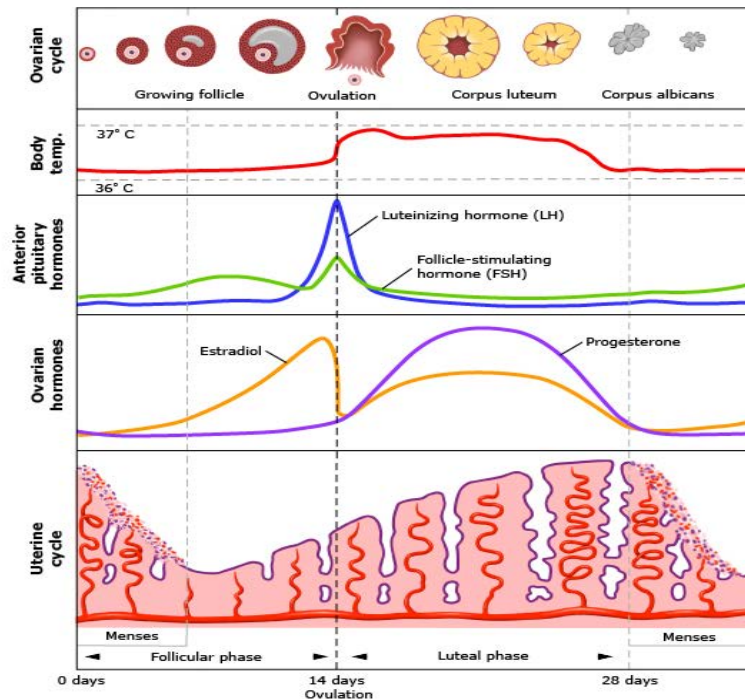 Ovarian
cycle
Growing follicle
Ovulation
Corpus luteum
Corpus albicans
Body
temp.
37° C
36° C
Anterior
pituitary
hormones
Luteinizing hormone (LH)
Follicle-stimulating
hormone (FSH)
Ovarian
hormones
Estradiol
Progesterone
Uterine
cycle
Menses
Menses
Follicular phase
Luteal phase
0 days
14 days
Ovulation
28 days